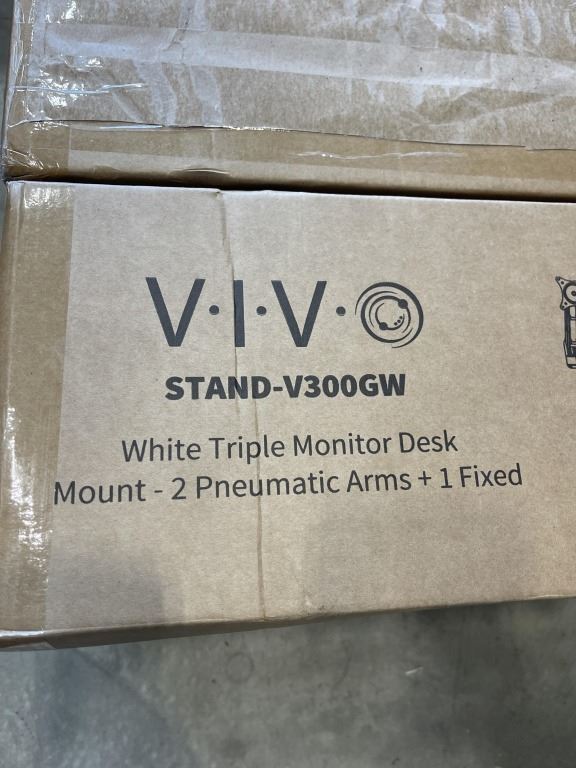 V·I·V·O
STAND-V300GW
White Triple Monitor Desk
Mount - 2 Pneumatic Arms + 1 Fixed